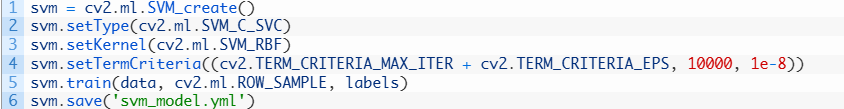 1 svm = cv2.ml.SVM_create()
2 svm.setType(cv2.ml.SVM_C_SVC)
3 svm.setKernel(cv2.ml.SVM_RBF)
4 svm.setTermCriteria((cv2.TERM_CRITERIA_MAX_ITER + cv2.TERM_CRITERIA_EPS, 10000, 1e-8))
5 svm.train(data, cv2.ml.ROW_SAMPLE, labels)
6 svm.save('svm_model.yml')